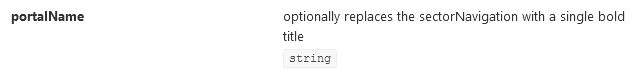 portalName optionally replaces the sectorNavigation with a single bold
title
string